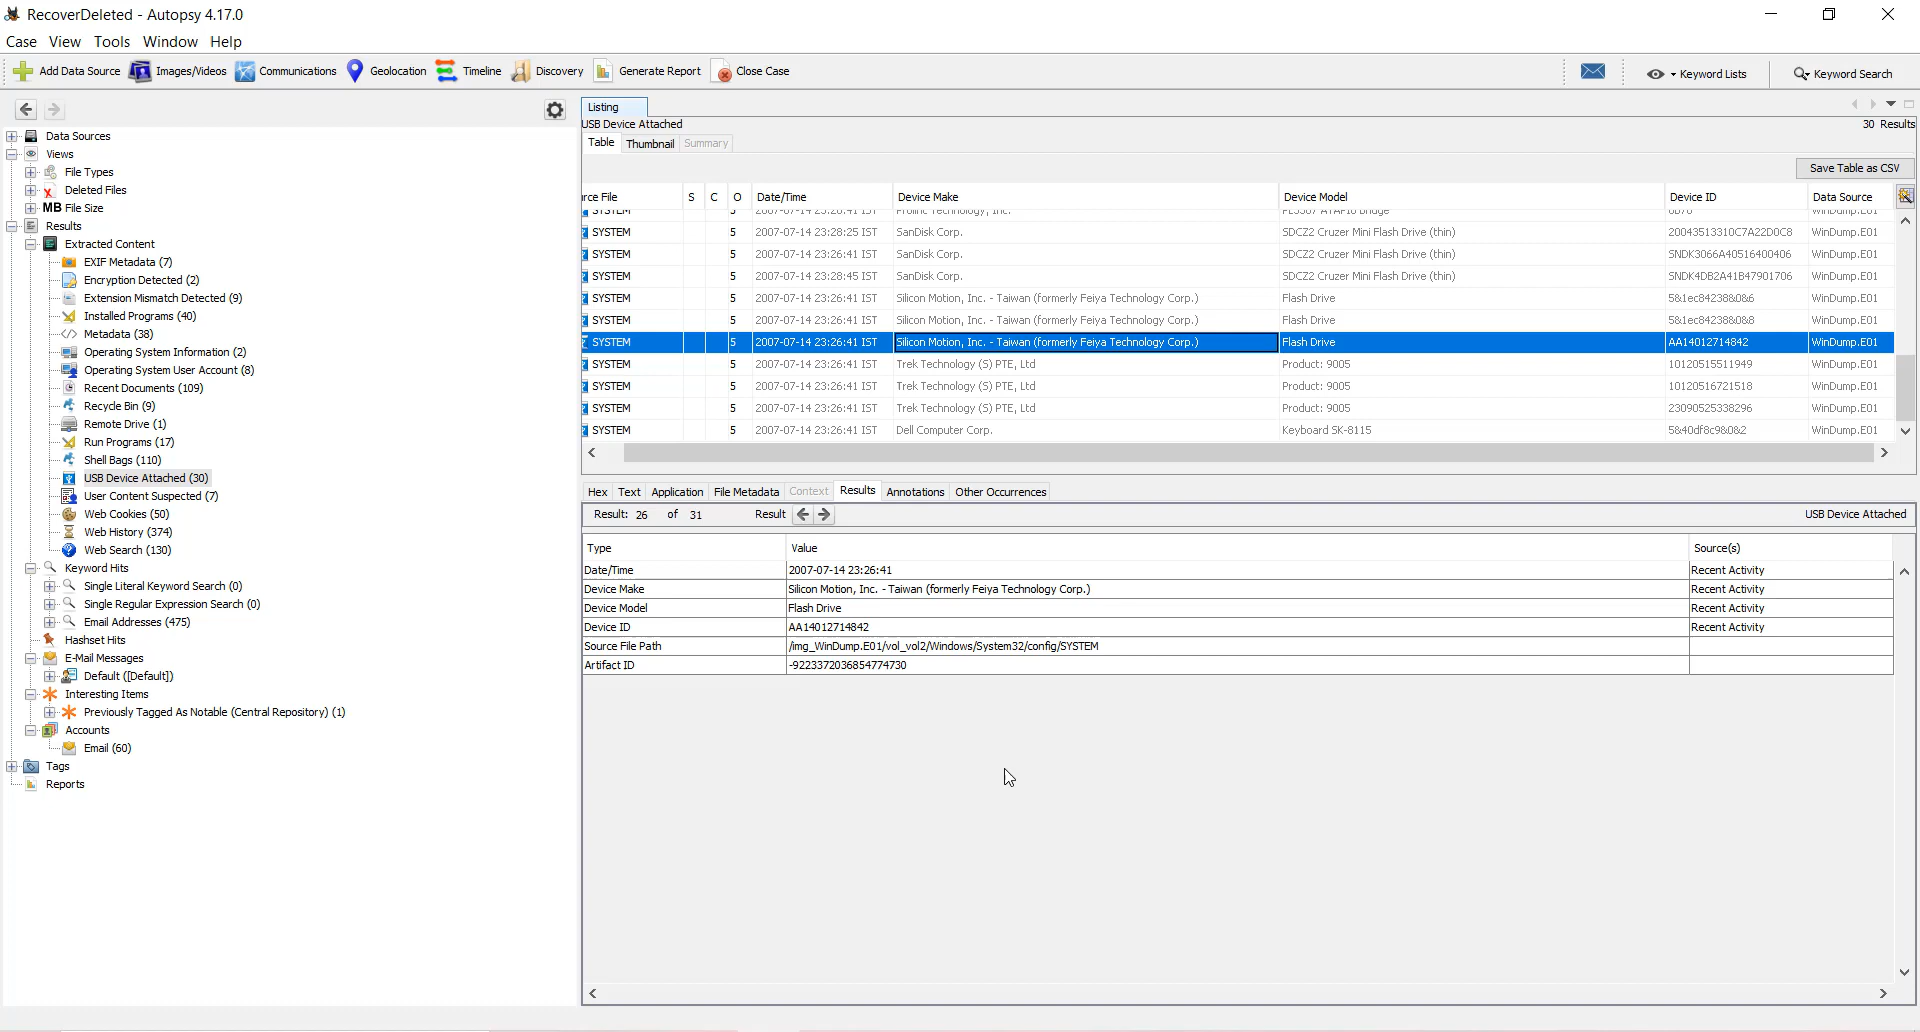 RecoverDeleted - Autopsy 4.17.0
Case View Tools Window Help
Add Data Source Images/Videos Communications Geolocation Timeline Discovery Generate Report Close Case Keyword Lists Keyword Search
Data Sources
Views
File Types
Deleted Files
MB File Size
Results
Extracted Content
EXIF Metadata (7)
Encryption Detected (2)
Extension Mismatch Detected (9)
Installed Programs (40)
Metadata (38)
Operating System Information (2)
Operating System User Account (8)
Recent Documents (109)
Recycle Bin (9)
Remote Drive (1)
Run Programs (17)
Shell Bags (110)
USB Device Attached (30)
User Content Suspected (7)
Web Cookies (50)
Web History (374)
Web Search (130)
Keyword Hits
Single Literal Keyword Search (0)
Single Regular Expression Search (0)
Email Addresses (475)
Hashset Hits
E-Mail Messages
Default ([Default])
Interesting Items
Previously Tagged As Notable (Central Repository) (1)
Accounts
Email (60)
Tags
Reports
Listing
USB Device Attached 30 Results
Table Thumbnail Summary
Save Table as CSV
rce File S C O Date/Time Device Make Device Model Device ID Data Source
SYSTEM 5 2007-07-14 23:28:25 IST SanDisk Corp. SDCZ2 Cruzer Mini Flash Drive (thin) 20043513310C7A22D0C8 WinDump.E01
SYSTEM 5 2007-07-14 23:26:41 IST SanDisk Corp. SDCZ2 Cruzer Mini Flash Drive (thin) SNDK3066A40516400406 WinDump.E01
SYSTEM 5 2007-07-14 23:28:45 IST SanDisk Corp. SDCZ2 Cruzer Mini Flash Drive (thin) SNDK4DB2A41B47901706 WinDump.E01
SYSTEM 5 2007-07-14 23:26:41 IST Silicon Motion, Inc. - Taiwan (formerly Feiya Technology Corp.) Flash Drive 5&1ec84238&0&6 WinDump.E01
SYSTEM 5 2007-07-14 23:26:41 IST Silicon Motion, Inc. - Taiwan (formerly Feiya Technology Corp.) Flash Drive 5&1ec84238&0&8 WinDump.E01
SYSTEM 5 2007-07-14 23:26:41 IST Silicon Motion, Inc. - Taiwan (formerly Feiya Technology Corp.) Flash Drive AA14012714842 WinDump.E01
SYSTEM 5 2007-07-14 23:26:41 IST Trek Technology (S) PTE, Ltd Product: 9005 10120515511949 WinDump.E01
SYSTEM 5 2007-07-14 23:26:41 IST Trek Technology (S) PTE, Ltd Product: 9005 10120516721518 WinDump.E01
SYSTEM 5 2007-07-14 23:26:41 IST Trek Technology (S) PTE, Ltd Product: 9005 23090525338296 WinDump.E01
SYSTEM 5 2007-07-14 23:26:41 IST Dell Computer Corp. Keyboard SK-8115 5&40df8c9&0&2 WinDump.E01
Hex Text Application File Metadata Context Results Annotations Other Occurrences
Result: 26 of 31 Result USB Device Attached
Type Value Source(s)
Date/Time 2007-07-14 23:26:41 Recent Activity
Device Make Silicon Motion, Inc. - Taiwan (formerly Feiya Technology Corp.) Recent Activity
Device Model Flash Drive Recent Activity
Device ID AA14012714842 Recent Activity
Source File Path /img_WinDump.E01/vol_vol2/Windows/System32/config/SYSTEM
Artifact ID -9223372036854774730